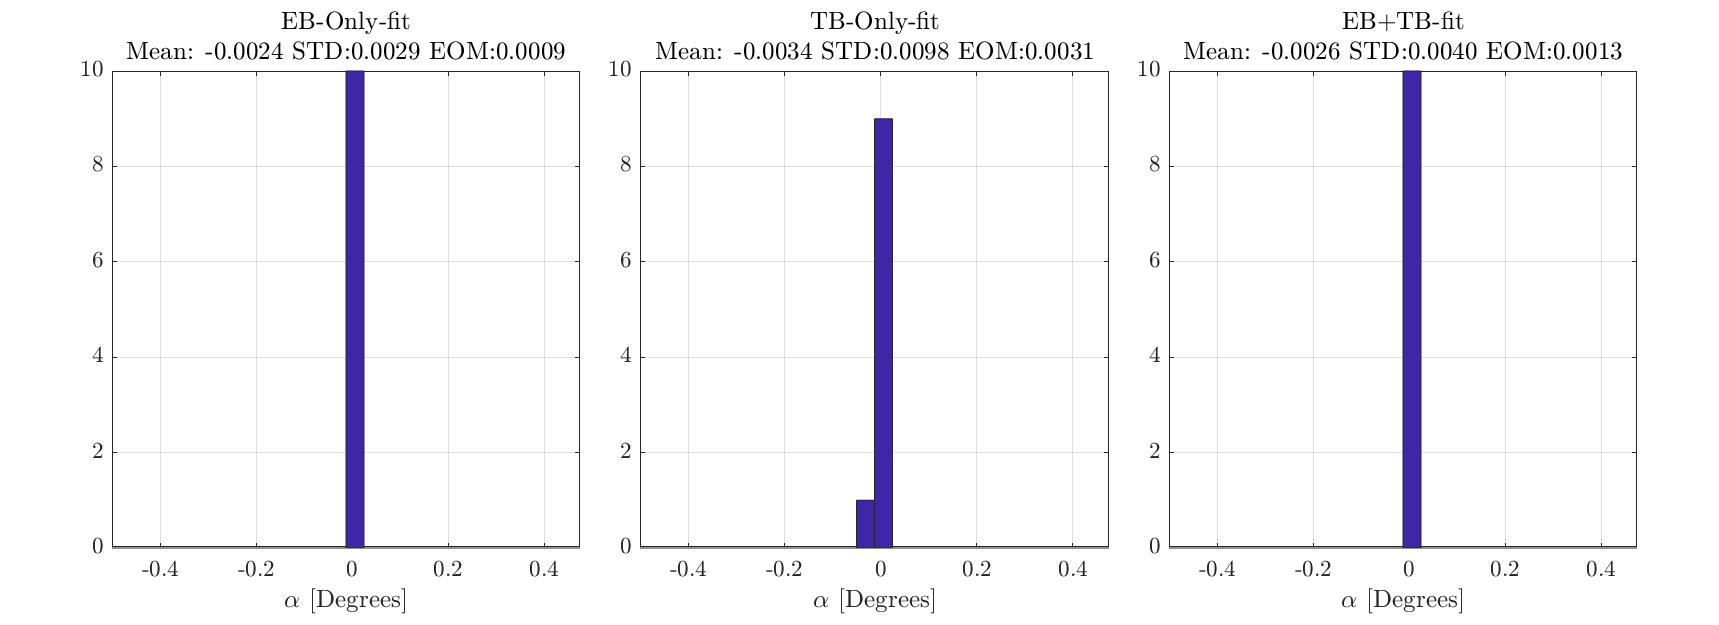 EB-Only-fit
Mean: -0.0024 STD:0.0029 EOM:0.0009
10
8
6
4
2
0
-0.4 -0.2 0 0.2 0.4
α [Degrees]
TB-Only-fit
Mean: -0.0034 STD:0.0098 EOM:0.0031
10
8
6
4
2
0
-0.4 -0.2 0 0.2 0.4
α [Degrees]
EB+TB-fit
Mean: -0.0026 STD:0.0040 EOM:0.0013
10
8
6
4
2
0
-0.4 -0.2 0 0.2 0.4
α [Degrees]